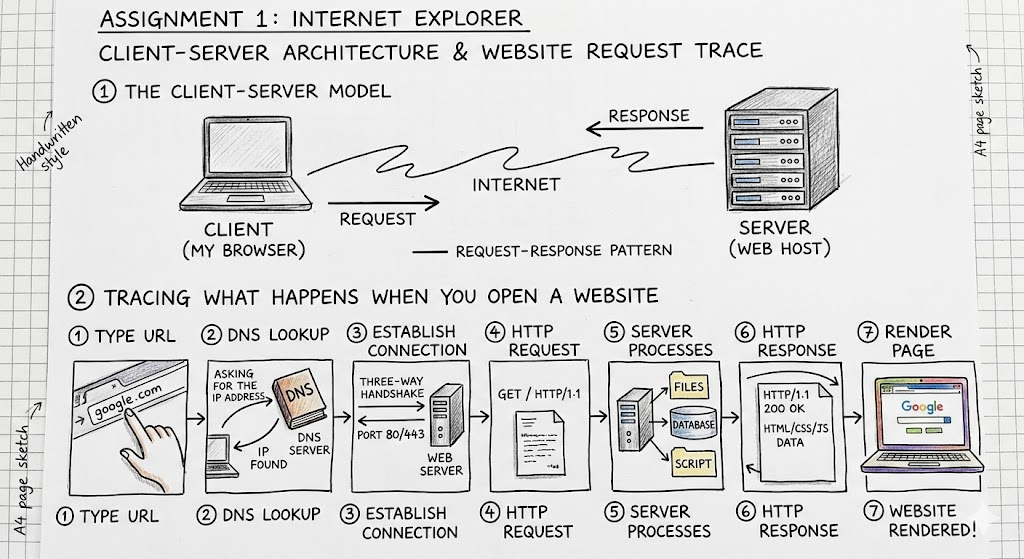 ASSIGNMENT 1: INTERNET EXPLORER
CLIENT-SERVER ARCHITECTURE & WEBSITE REQUEST TRACE
① THE CLIENT-SERVER MODEL
Handwritten
style
A4 page sketch
RESPONSE
INTERNET
REQUEST
CLIENT
(MY BROWSER)
SERVER
(WEB HOST)
REQUEST-RESPONSE PATTERN
② TRACING WHAT HAPPENS WHEN YOU OPEN A WEBSITE
① TYPE URL
② DNS LOOKUP
③ ESTABLISH
CONNECTION
④ HTTP
REQUEST
⑤ SERVER
PROCESSES
⑥ HTTP
RESPONSE
⑦ RENDER
PAGE
google.com
ASKING
FOR THE
IP ADDRESS
DNS
DNS
SERVER
IP
FOUND
THREE-WAY
HANDSHAKE
PORT 80/443
WEB
SERVER
GET / HTTP/1.1
FILES
DATABASE
SCRIPT
HTTP/1.1
200 OK
HTML/CSS/JS
DATA
Google
A4 page sketch
① TYPE URL
② DNS LOOKUP
③ ESTABLISH
CONNECTION
④ HTTP
REQUEST
⑤ SERVER
PROCESSES
⑥ HTTP
RESPONSE
⑦ WEBSITE
RENDERED!